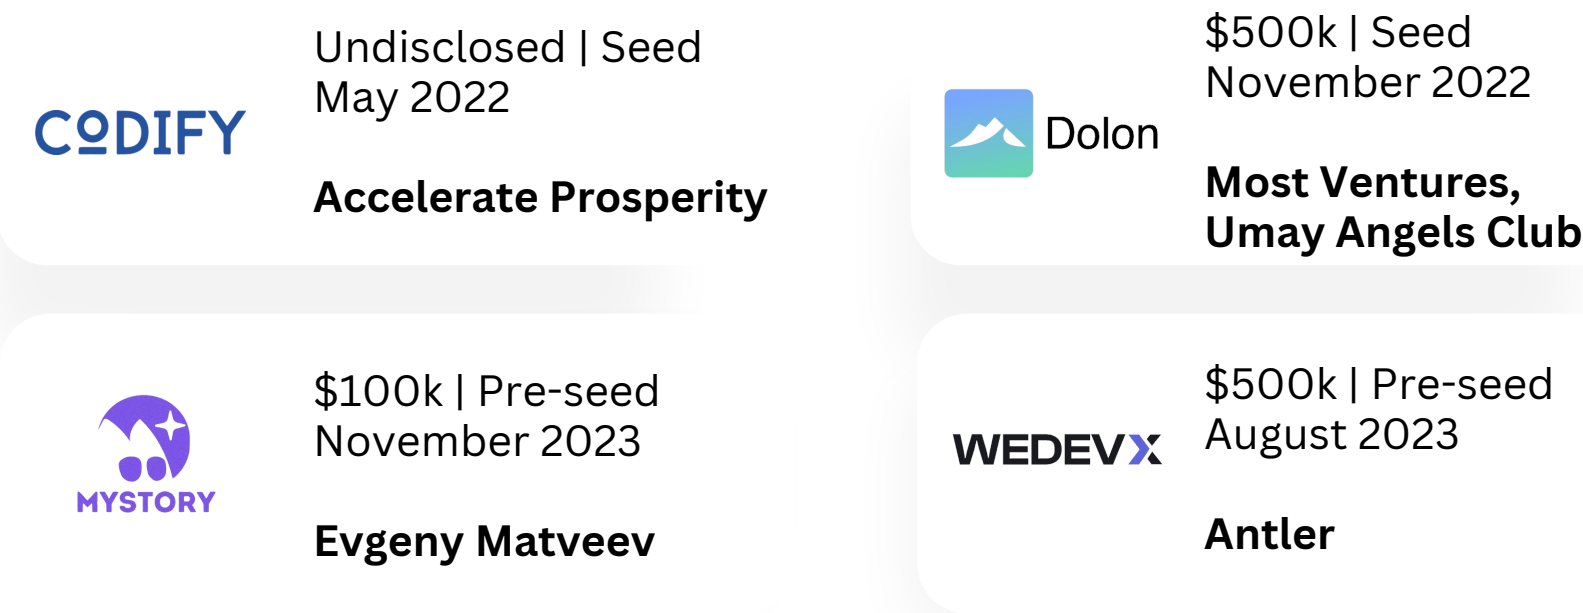 CODIFY
Undisclosed | Seed
May 2022
Accelerate Prosperity
Dolon
$500k | Seed
November 2022
Most Ventures,
Umay Angels Club
MYSTORY
$100k | Pre-seed
November 2023
Evgeny Matveev
WEDEVX
$500k | Pre-seed
August 2023
Antler